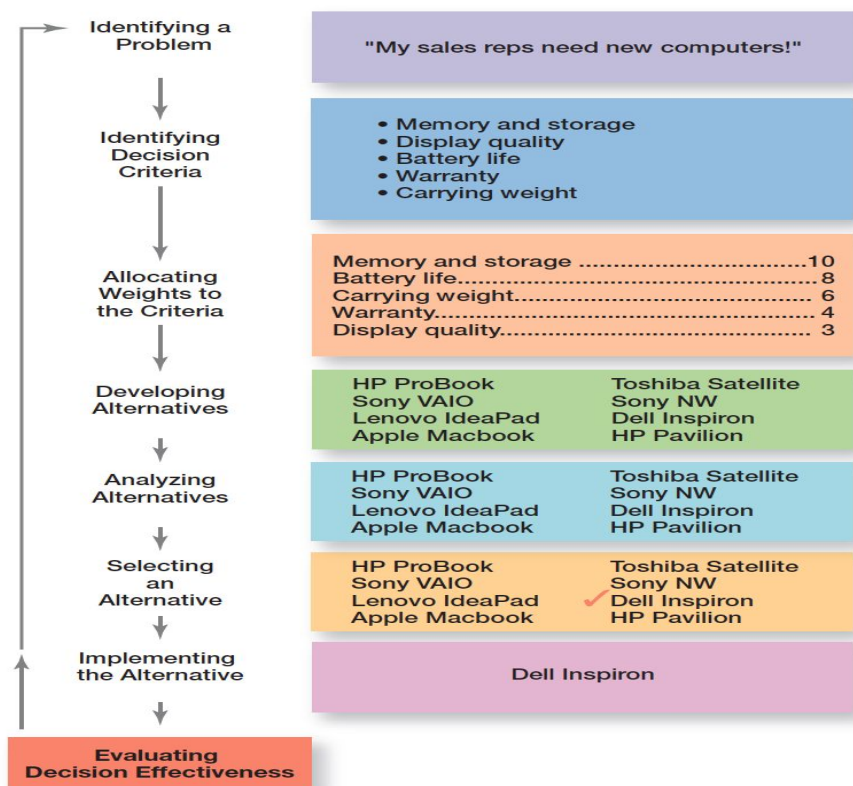 Identifying a
Problem
"My sales reps need new computers!"
Identifying
Decision
Criteria
• Memory and storage
• Display quality
• Battery life
• Warranty
• Carrying weight
Allocating
Weights to
the Criteria
Memory and storage ..............................................10
Battery life.................................................................. 8
Carrying weight...................................................... 6
Warranty..................................................................... 4
Display quality......................................................... 3
Developing
Alternatives
HP ProBook Toshiba Satellite
Sony VAIO Sony NW
Lenovo IdeaPad Dell Inspiron
Apple Macbook HP Pavilion
Analyzing
Alternatives
HP ProBook Toshiba Satellite
Sony VAIO Sony NW
Lenovo IdeaPad Dell Inspiron
Apple Macbook HP Pavilion
Selecting
an
Alternative
HP ProBook Toshiba Satellite
Sony VAIO Sony NW
Lenovo IdeaPad ✓ Dell Inspiron
Apple Macbook HP Pavilion
Implementing
the Alternative
Dell Inspiron
Evaluating
Decision Effectiveness